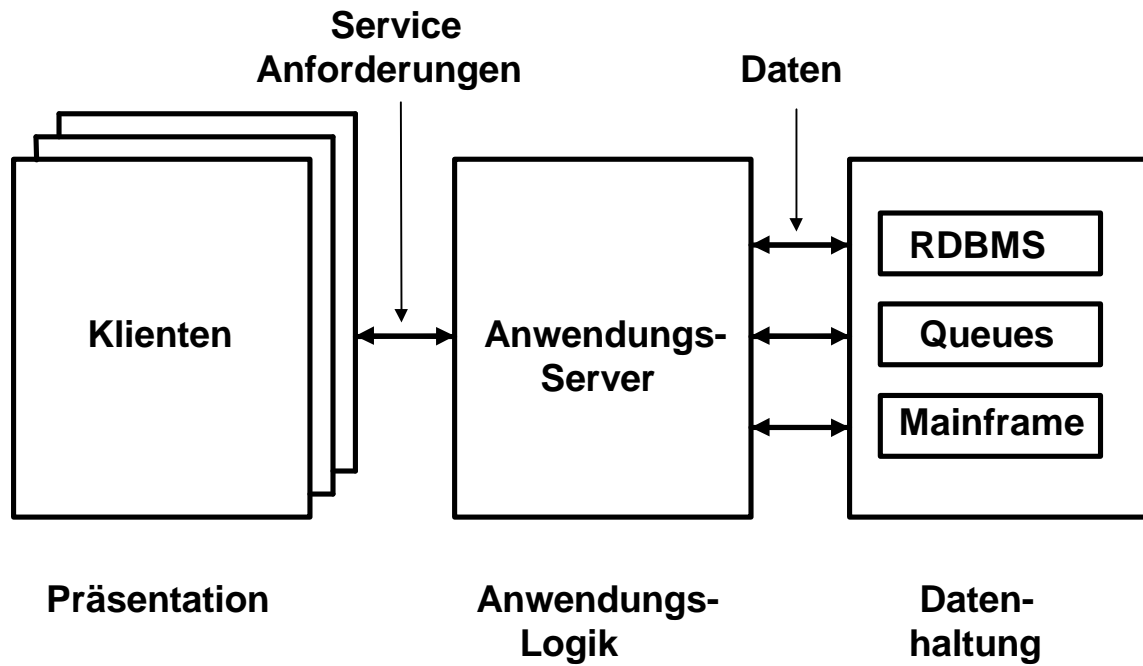 Service
Anforderungen
Daten
Klienten
Anwendungs-
Server
RDBMS
Queues
Mainframe
Präsentation
Anwendungs-
Logik
Daten-
haltung